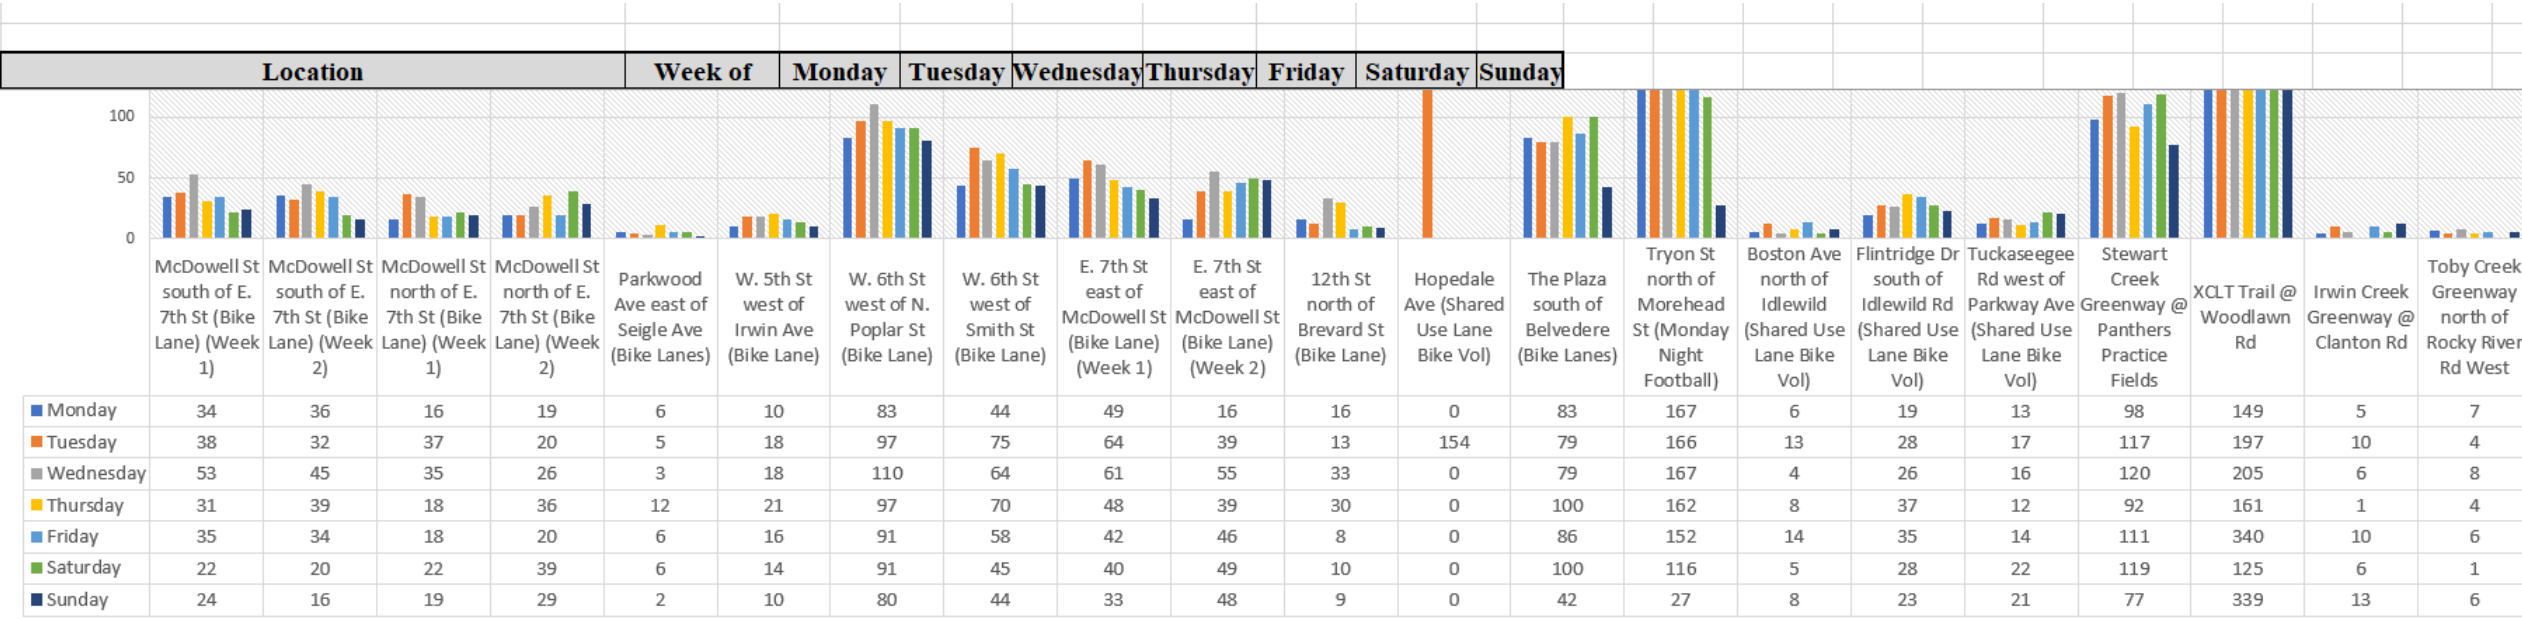 Location Week of Monday Tuesday Wednesday Thursday Friday Saturday Sunday
100
50
0
McDowell St south of E. 7th St (Bike Lane) (Week 1)
McDowell St south of E. 7th St (Bike Lane) (Week 2)
McDowell St north of E. 7th St (Bike Lane) (Week 1)
McDowell St north of E. 7th St (Bike Lane) (Week 2)
Parkwood Ave east of Seigle Ave (Bike Lanes)
W. 5th St west of Irwin Ave (Bike Lane)
W. 6th St west of N. Poplar St (Bike Lane)
W. 6th St west of Smith St (Bike Lane)
E. 7th St east of McDowell St (Bike Lane) (Week 1)
E. 7th St east of McDowell St (Bike Lane) (Week 2)
12th St north of Brevard St (Bike Lane)
Hopedale Ave (Shared Use Lane Bike Vol)
The Plaza south of Belvedere (Bike Lanes)
Tryon St north of Morehead St (Monday Night Football)
Boston Ave north of Idlewild (Shared Use Lane Bike Vol)
Flintridge Dr south of Idlewild Rd (Shared Use Lane Bike Vol)
Tuckaseegee Rd west of Parkway Ave (Shared Use Lane Bike Vol)
Stewart Creek Greenway @ Panthers Practice Fields
XCLT Trail @ Woodlawn Rd
Irwin Creek Greenway @ Clanton Rd
Toby Creek Greenway north of Rocky River Rd West
Monday 34 36 16 19 6 10 83 44 49 16 16 0 83 167 6 19 13 98 149 5 7
Tuesday 38 32 37 20 5 18 97 75 64 39 13 154 79 166 13 28 17 117 197 10 4
Wednesday 53 45 35 26 3 18 110 64 61 55 33 0 79 167 4 26 16 120 205 6 8
Thursday 31 39 18 36 12 21 97 70 48 39 30 0 100 162 8 37 12 92 161 1 4
Friday 35 34 18 20 6 16 91 58 42 46 8 0 86 152 14 35 14 111 340 10 6
Saturday 22 20 22 39 6 14 91 45 40 49 10 0 100 116 5 28 22 119 125 6 1
Sunday 24 16 19 29 2 10 80 44 33 48 9 0 42 27 8 23 21 77 339 13 6